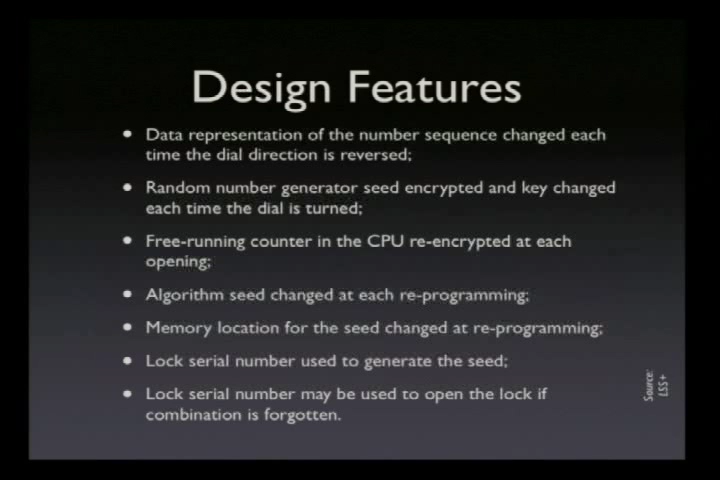 Design Features
• Data representation of the number sequence changed each
time the dial direction is reversed;
• Random number generator seed encrypted and key changed
each time the dial is turned;
• Free-running counter in the CPU re-encrypted at each
opening;
• Algorithm seed changed at each re-programming;
• Memory location for the seed changed at re-programming;
• Lock serial number used to generate the seed;
• Lock serial number may be used to open the lock if
combination is forgotten.
Source:
LSS+